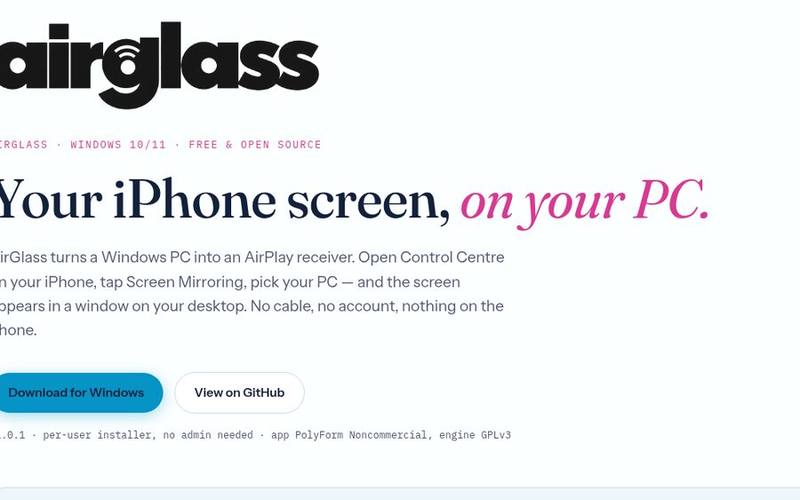 airglass
IRGLASS · WINDOWS 10/11 · FREE & OPEN SOURCE
Your iPhone screen, on your PC.
irGlass turns a Windows PC into an AirPlay receiver. Open Control Centre
n your iPhone, tap Screen Mirroring, pick your PC — and the screen
ppears in a window on your desktop. No cable, no account, nothing on the
hone.
Download for Windows View on GitHub
.0.1 · per-user installer, no admin needed · app PolyForm Noncommercial, engine GPLv3